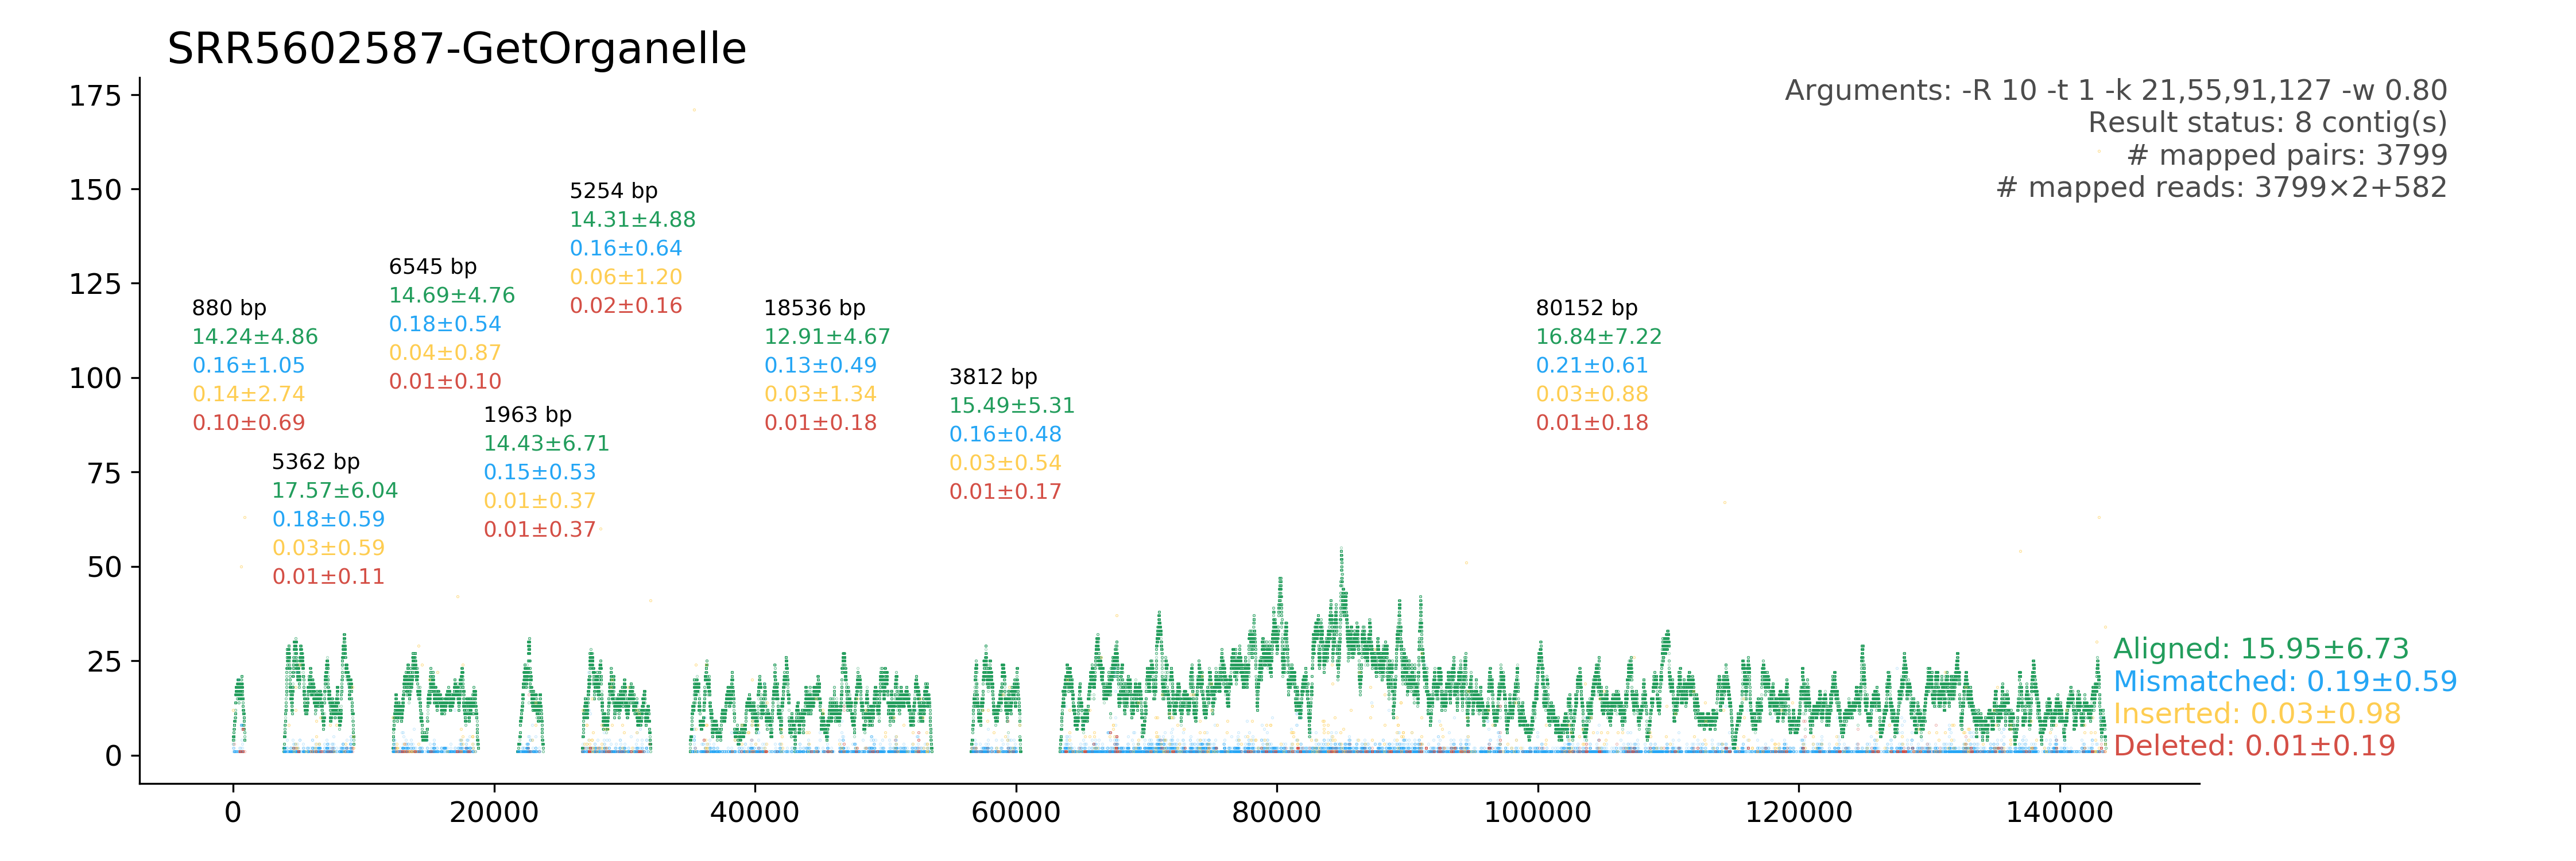 SRR5602587-GetOrganelle
Arguments: -R 10 -t 1 -k 21,55,91,127 -w 0.80
Result status: 8 contig(s)
# mapped pairs: 3799
# mapped reads: 3799×2+582
175
150
125
100
75
50
25
0
880 bp
14.24±4.86
0.16±1.05
0.14±2.74
0.10±0.69
5362 bp
17.57±6.04
0.18±0.59
0.03±0.59
0.01±0.11
6545 bp
14.69±4.76
0.18±0.54
0.04±0.87
0.01±0.10
1963 bp
14.43±6.71
0.15±0.53
0.01±0.37
0.01±0.37
5254 bp
14.31±4.88
0.16±0.64
0.06±1.20
0.02±0.16
18536 bp
12.91±4.67
0.13±0.49
0.03±1.34
0.01±0.18
3812 bp
15.49±5.31
0.16±0.48
0.03±0.54
0.01±0.17
80152 bp
16.84±7.22
0.21±0.61
0.03±0.88
0.01±0.18
Aligned: 15.95±6.73
Mismatched: 0.19±0.59
Inserted: 0.03±0.98
Deleted: 0.01±0.19
0 20000 40000 60000 80000 100000 120000 140000